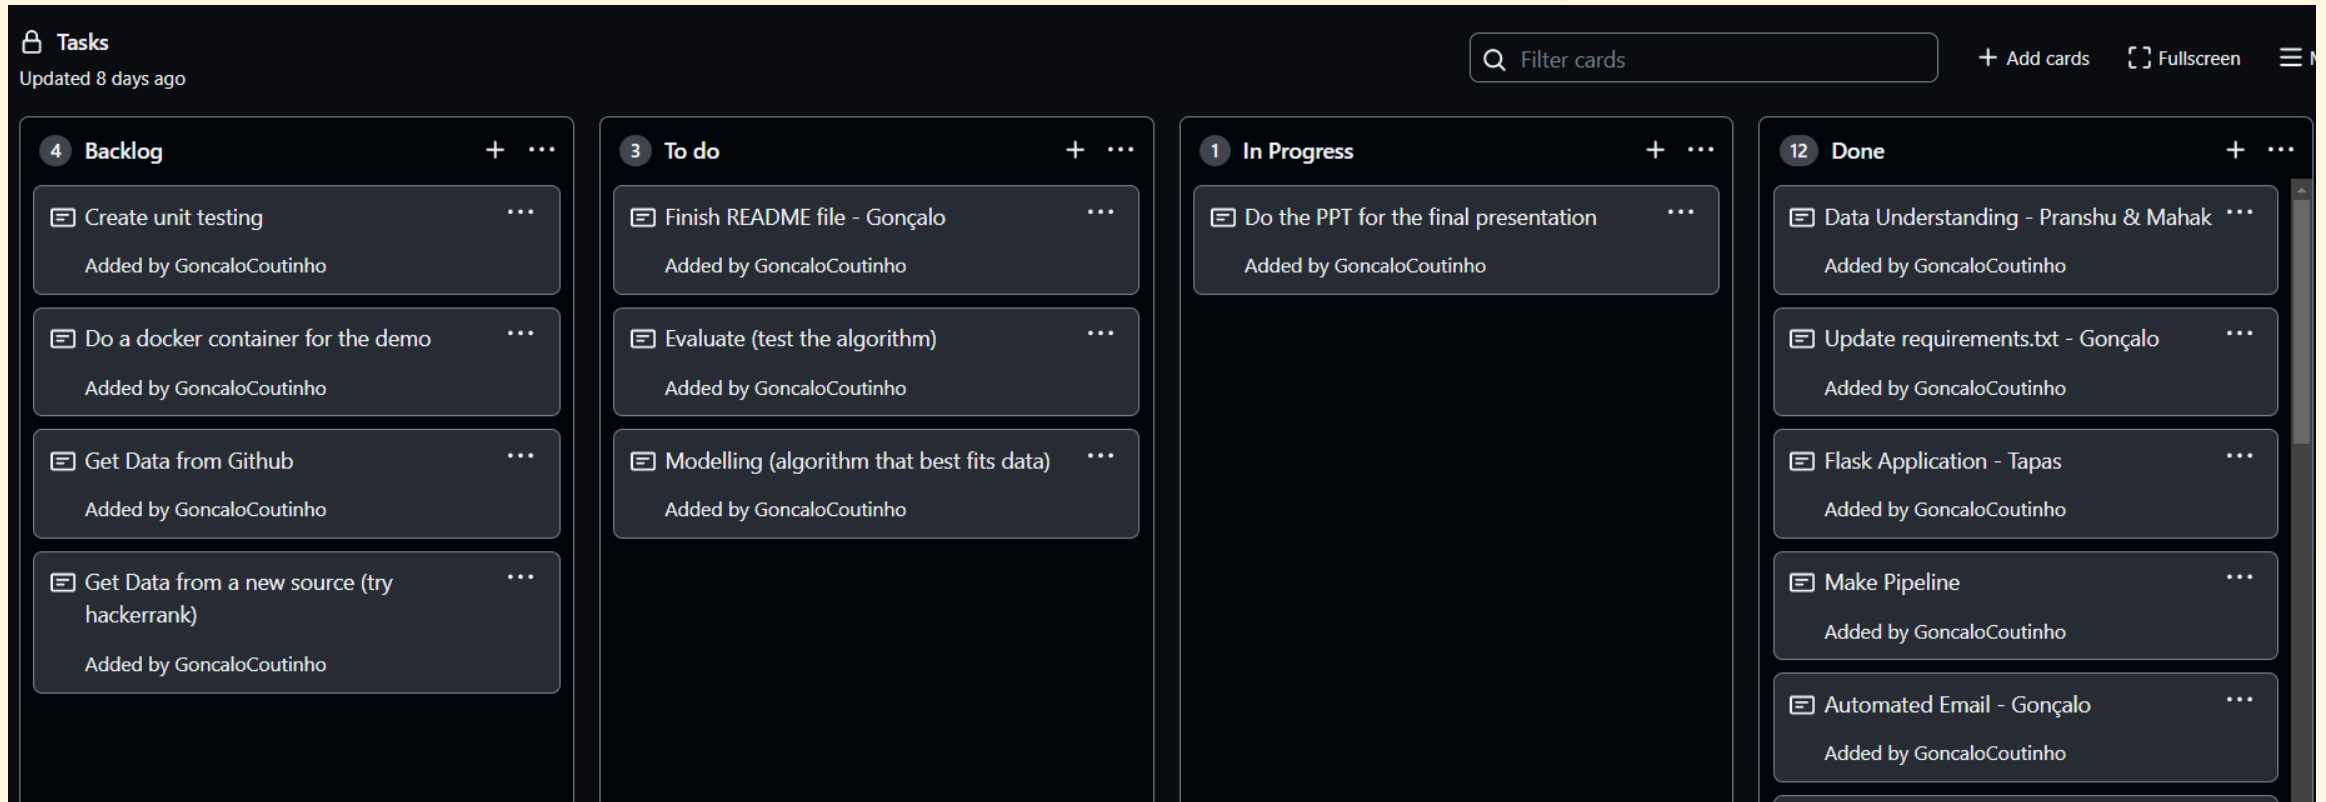 Tasks
Updated 8 days ago
Filter cards
Add cards
Fullscreen
4 Backlog
Create unit testing
Added by GoncaloCoutinho
Do a docker container for the demo
Added by GoncaloCoutinho
Get Data from Github
Added by GoncaloCoutinho
Get Data from a new source (try
hackerrank)
Added by GoncaloCoutinho
3 To do
Finish README file - Gonçalo
Added by GoncaloCoutinho
Evaluate (test the algorithm)
Added by GoncaloCoutinho
Modelling (algorithm that best fits data)
Added by GoncaloCoutinho
1 In Progress
Do the PPT for the final presentation
Added by GoncaloCoutinho
12 Done
Data Understanding - Pranshu & Mahak
Added by GoncaloCoutinho
Update requirements.txt - Gonçalo
Added by GoncaloCoutinho
Flask Application - Tapas
Added by GoncaloCoutinho
Make Pipeline
Added by GoncaloCoutinho
Automated Email - Gonçalo
Added by GoncaloCoutinho